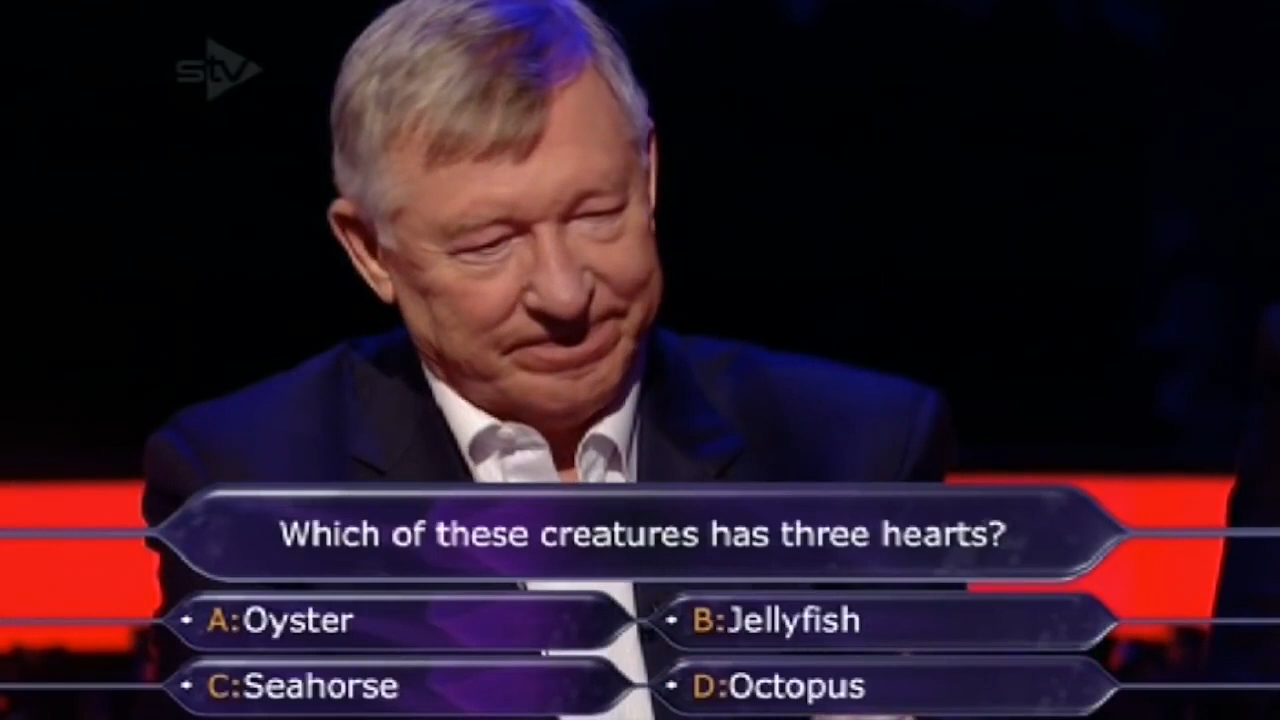 stv
Which of these creatures has three hearts?
A:Oyster
B:Jellyfish
C:Seahorse
D:Octopus